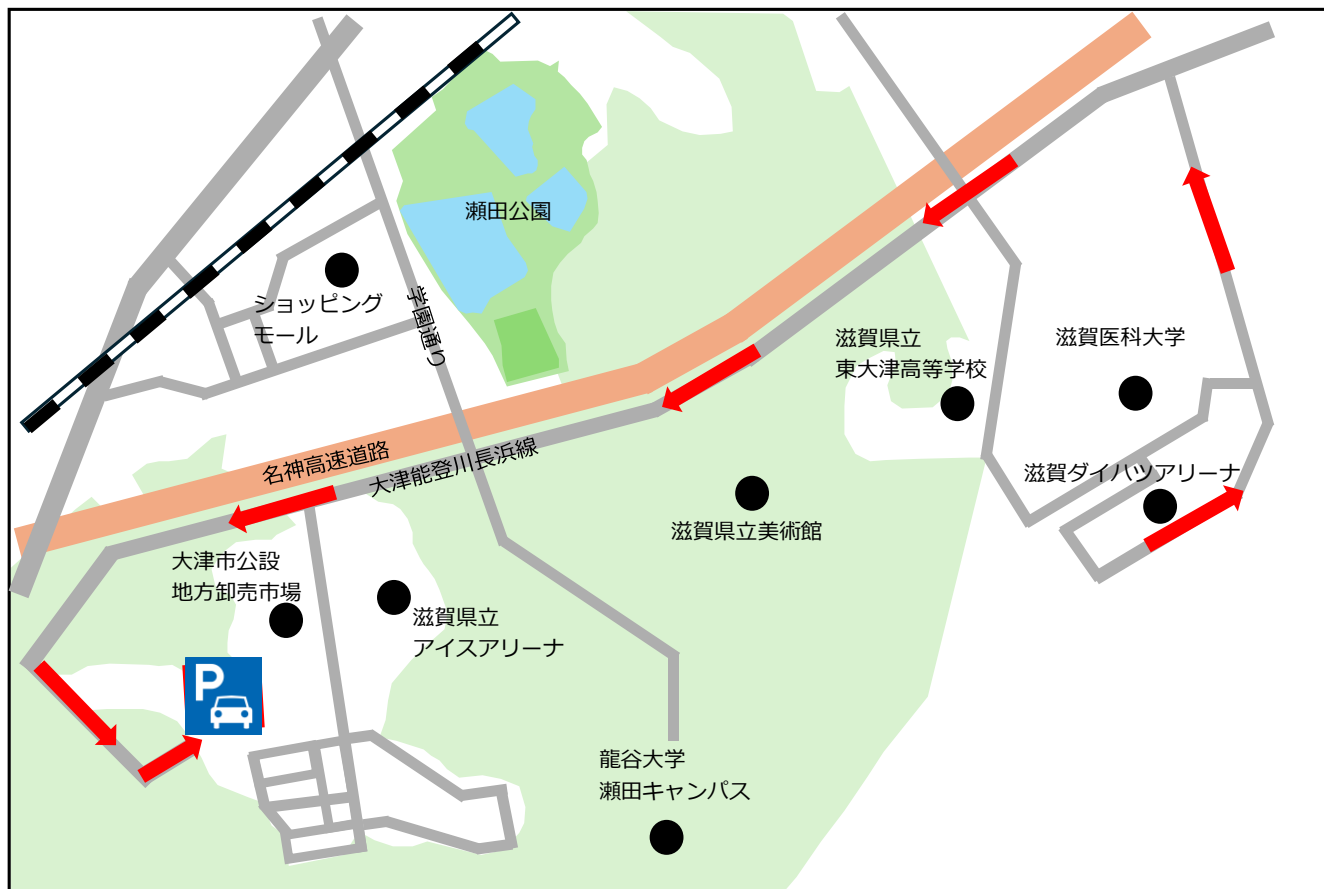 瀬田公園
ショッピング
モール
学園通り
滋賀県立
東大津高等学校
滋賀医科大学
名神高速道路
大津能登川長浜線
滋賀ダイハツアリーナ
滋賀県立美術館
大津市公設
地方卸売市場
滋賀県立
アイスアリーナ
P
龍谷大学
瀬田キャンパス